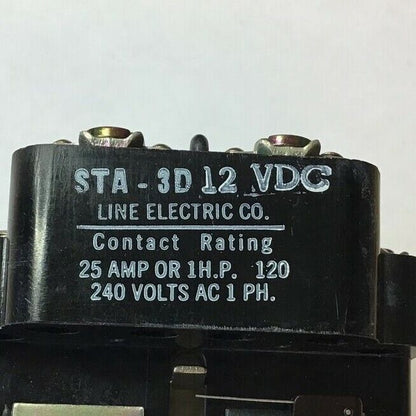 STA - 3D 12 VDC
LINE ELECTRIC CO.
Contact Rating
25 AMP OR 1H.P. 120
240 VOLTS AC 1 PH.